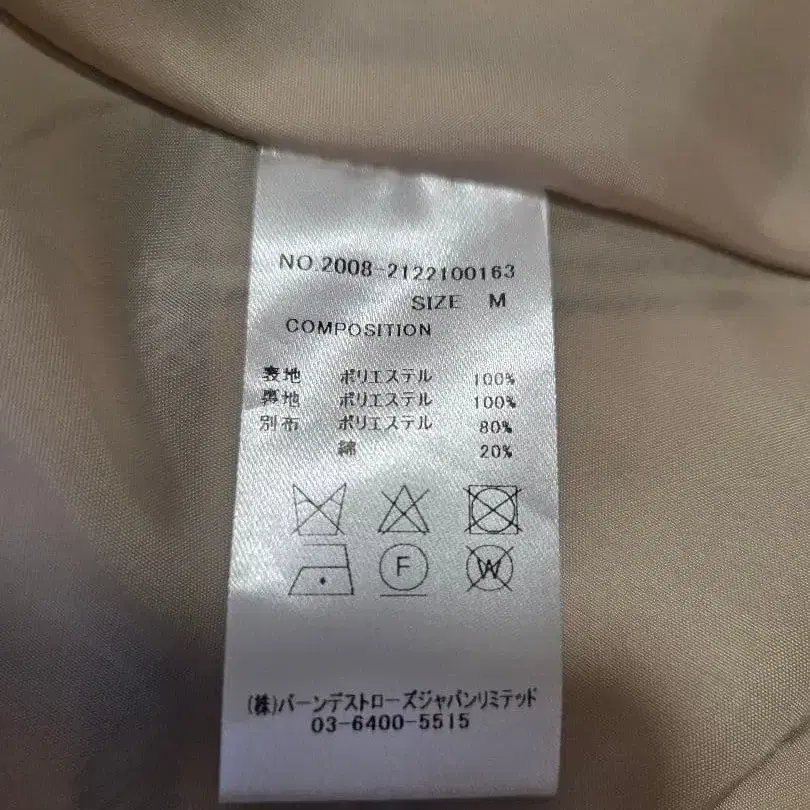 NO.2008-2122100163
SIZE M
COMPOSITION
表地 ポリエステル 100%
裏地 ポリエステル 100%
別布 ポリエステル 80%
綿 20%
F
W
(株)バーンデストローズジャパンリミテッド
03-6400-5515